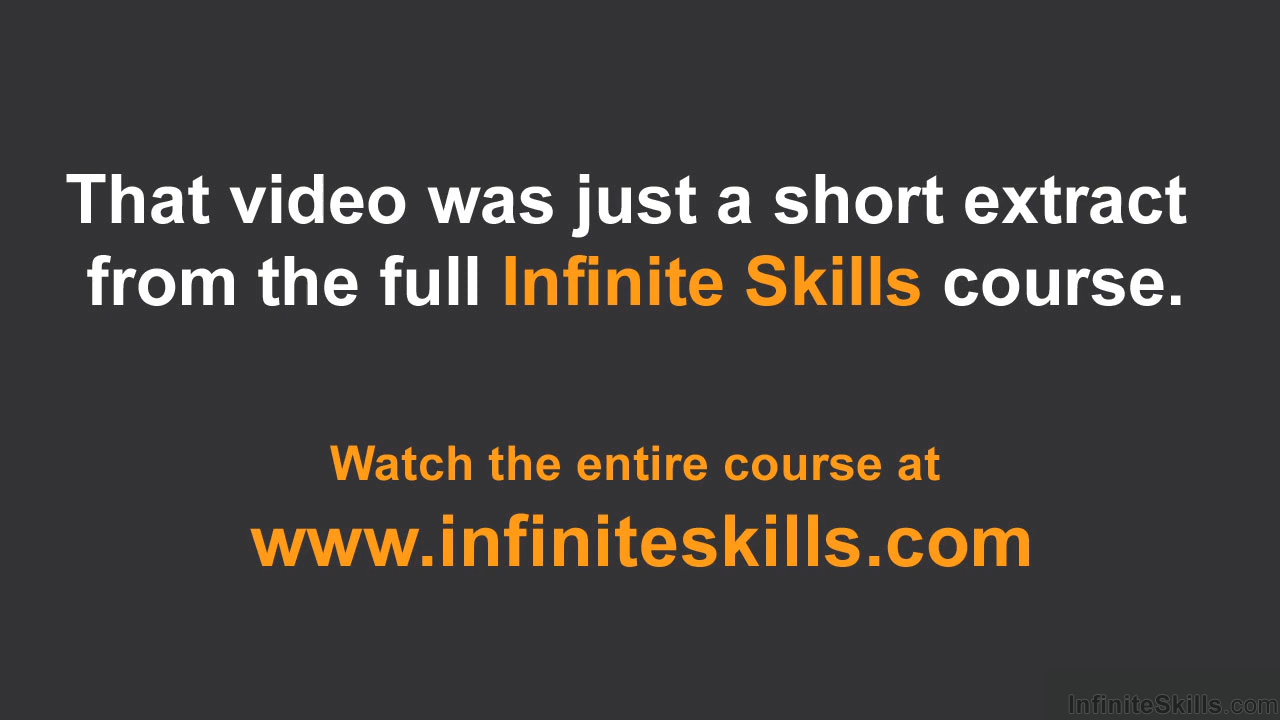 That video was just a short extract
from the full Infinite Skills course.
Watch the entire course at
www.infiniteskills.com
InfiniteSkills.com